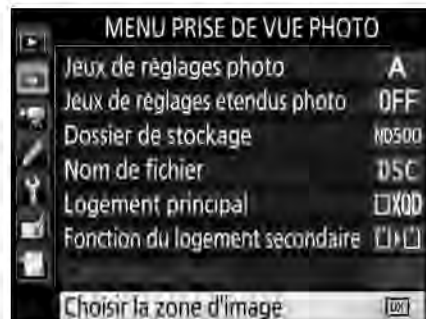 MENU PRISE DE VUE PHOTO
Jeux de réglages photo A
Jeux de réglages étendus photo OFF
Dossier de stockage ND500
Nom de fichier DSC
Logement principal XQD
Fonction du logement secondaire
Choisir la zone d'image DX